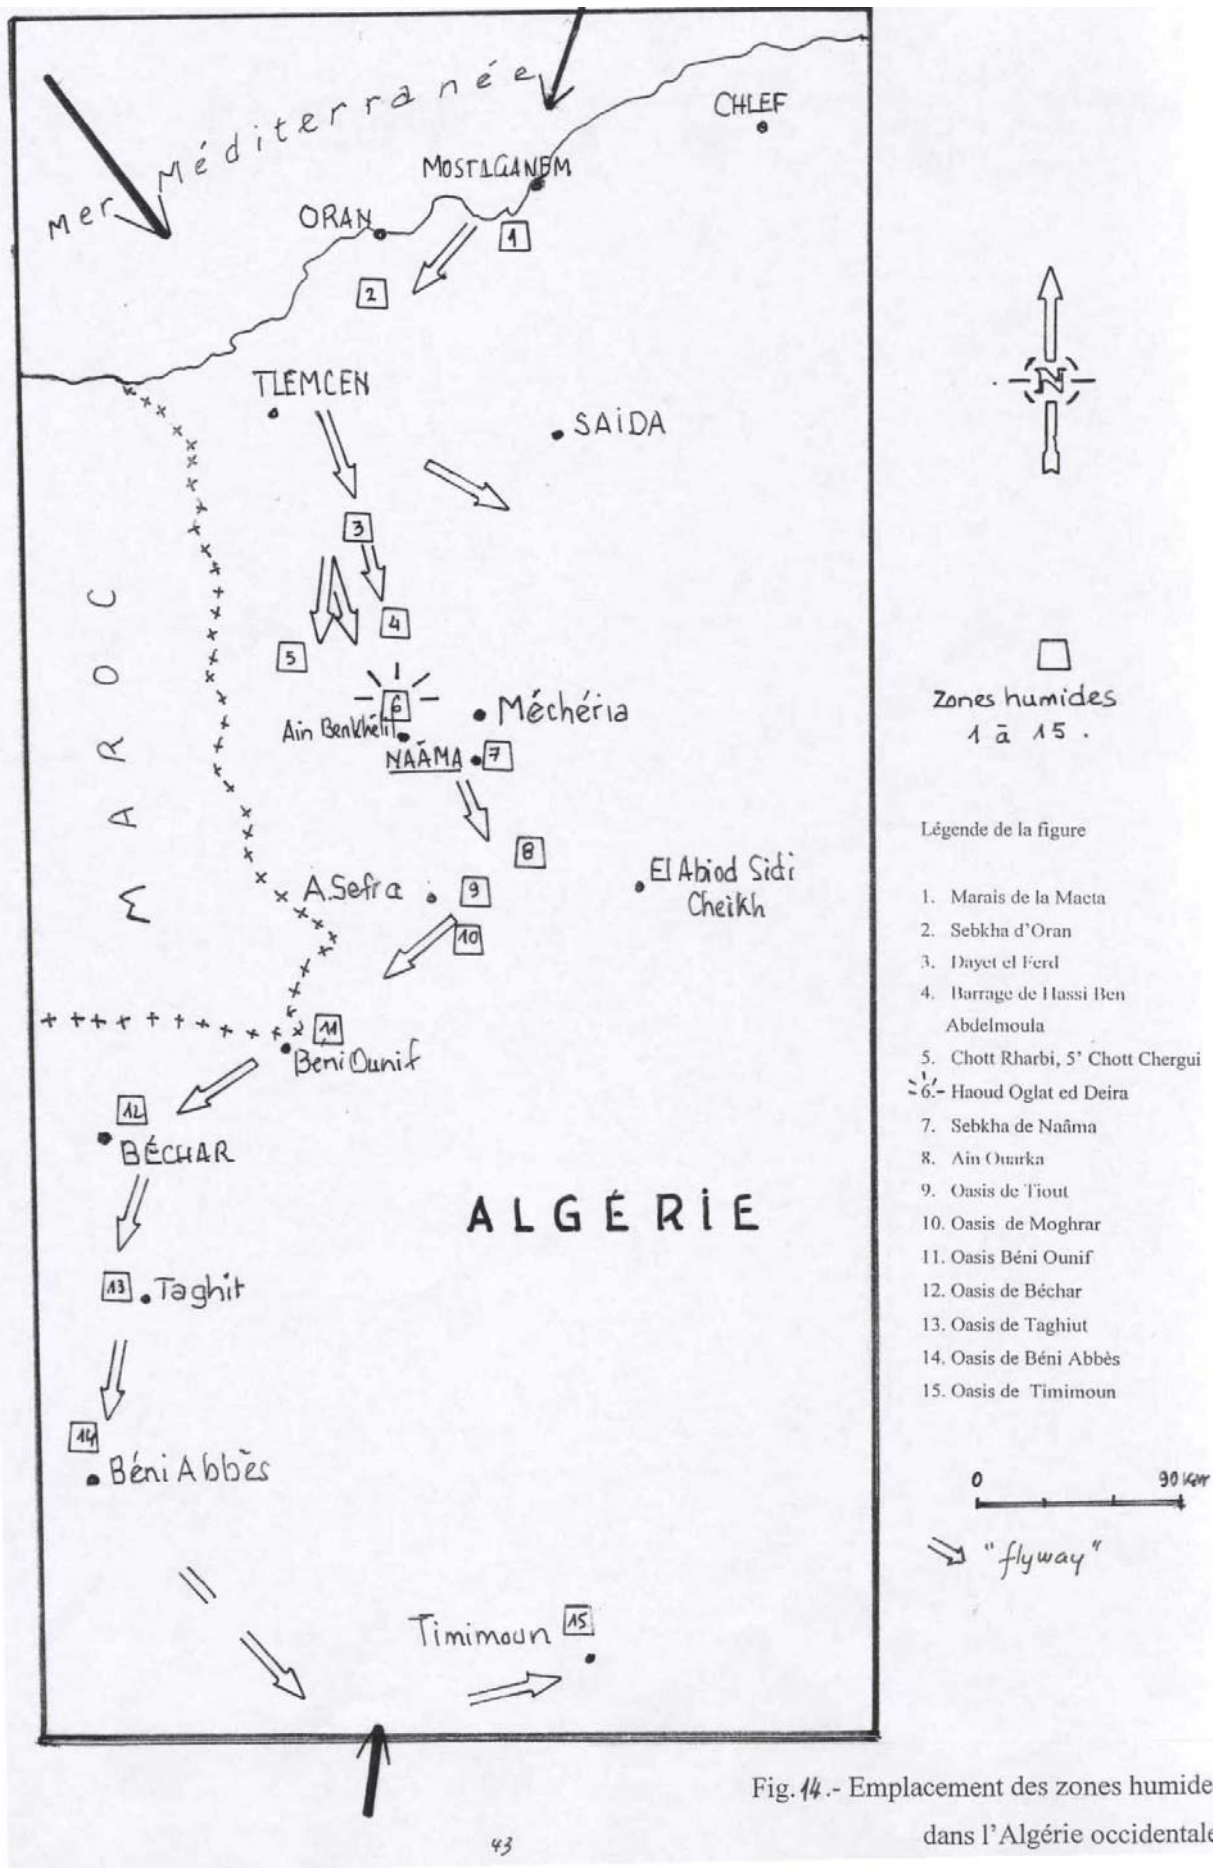 Mer Méditerranée
CHLEF
MOSTAGANEM
ORAN
1
2
TLEMCEN
SAIDA
N
3
4
5
MAROC
6
Ain Benkhélil
Méchéria
NAÂMA
7
8
A.Sefra
9
El Abiod Sidi
Cheikh
10
11
Béni Ounif
12
BÉCHAR
ALGÉRIE
13
Taghit
14
Béni Abbès
Timimoun
15
Zones humides
1 à 15.
Légende de la figure
1. Marais de la Macta
2. Sebkha d'Oran
3. Dayet el Ferd
4. Barrage de Hassi Ben
Abdelmoula
5. Chott Rharbi, 5' Chott Chergui
6.- Haoud Oglat ed Deira
7. Sebkha de Naâma
8. Ain Ouarka
9. Oasis de Tiout
10. Oasis de Moghrar
11. Oasis Béni Ounif
12. Oasis de Béchar
13. Oasis de Taghiut
14. Oasis de Béni Abbès
15. Oasis de Timimoun
0 90 Km
"flyway"
Fig.14.- Emplacement des zones humide
dans l'Algérie occidentale
43